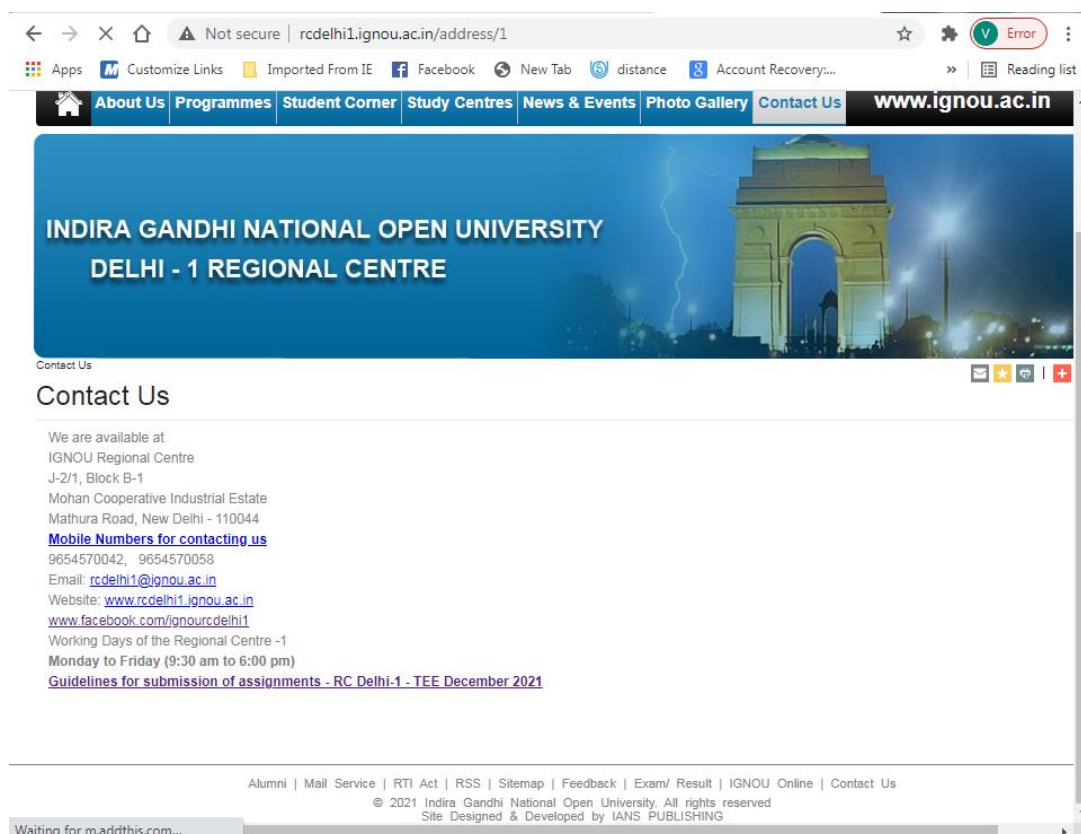 Not secure | rcdelhi1.ignou.ac.in/address/1
V Error
Apps M Customize Links Imported From IE Facebook New Tab distance 8 Account Recovery:... » Reading list
About Us Programmes Student Corner Study Centres News & Events Photo Gallery Contact Us www.ignou.ac.in
INDIRA GANDHI NATIONAL OPEN UNIVERSITY
DELHI - 1 REGIONAL CENTRE
Contact Us
Contact Us
We are available at
IGNOU Regional Centre
J-2/1, Block B-1
Mohan Cooperative Industrial Estate
Mathura Road, New Delhi - 110044
Mobile Numbers for contacting us
9654570042, 9654570058
Email: rcdelhi1@ignou.ac.in
Website: www.rcdelhi1.ignou.ac.in
www.facebook.com/ignourcdelhi1
Working Days of the Regional Centre -1
Monday to Friday (9:30 am to 6:00 pm)
Guidelines for submission of assignments - RC Delhi-1 - TEE December 2021
Alumni | Mail Service | RTI Act | RSS | Sitemap | Feedback | Exam/ Result | IGNOU Online | Contact Us
© 2021 Indira Gandhi National Open University. All rights reserved
Site Designed & Developed by IANS PUBLISHING
Waiting for m.addthis.com...